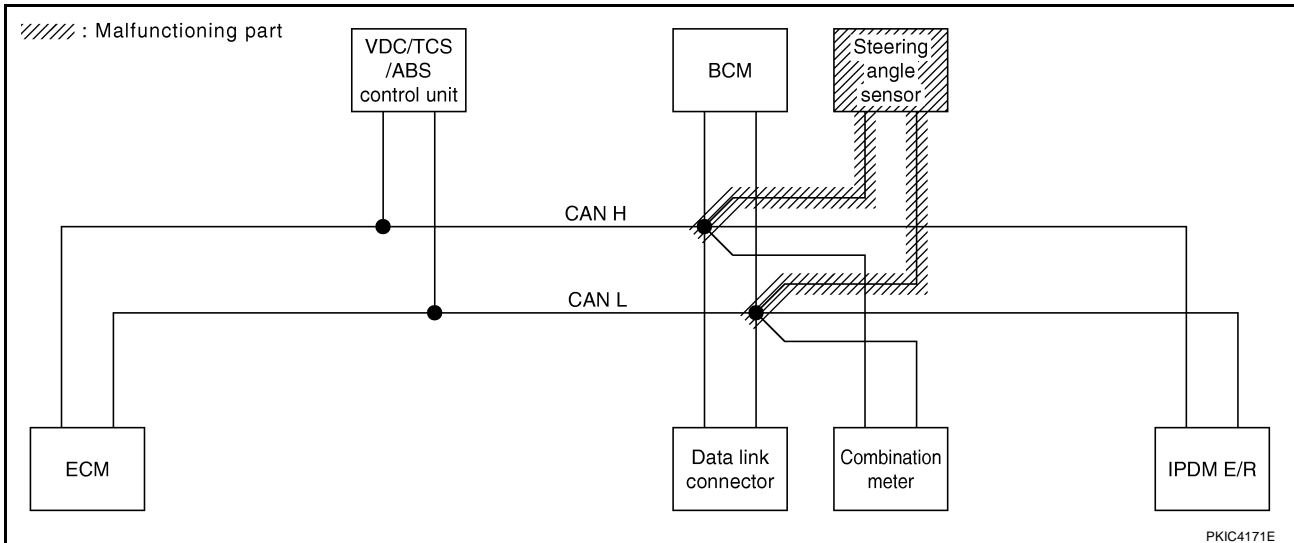 : Malfunctioning part
VDC/TCS
/ABS
control unit
BCM
Steering
angle
sensor
CAN H
CAN L
ECM
Data link
connector
Combination
meter
IPDM E/R
PKIC4171E